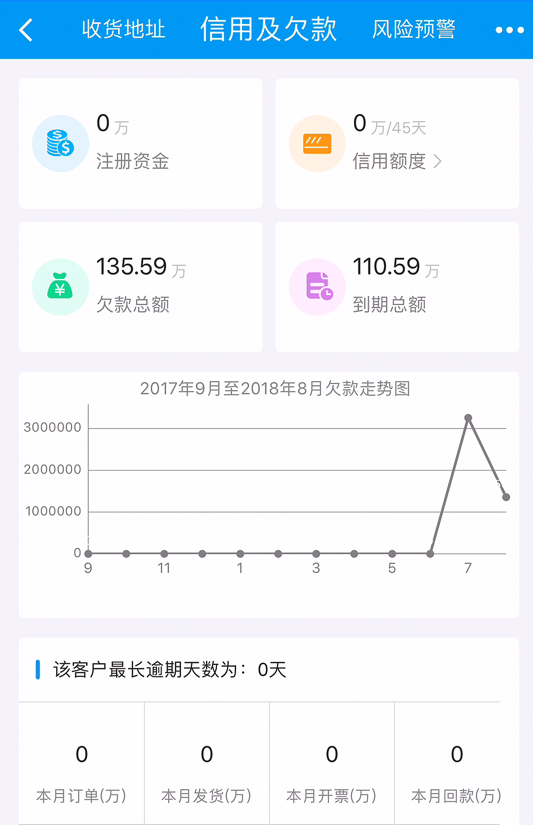 收货地址 信用及欠款 风险预警
0 万
注册资金
0 万/45天
信用额度
135.59 万
欠款总额
110.59 万
到期总额
2017年9月至2018年8月欠款走势图
3000000
2000000
1000000
0
9 11 1 3 5 7
该客户最长逾期天数为：0天
0 0 0 0
本月订单(万) 本月发货(万) 本月开票(万) 本月回款(万)